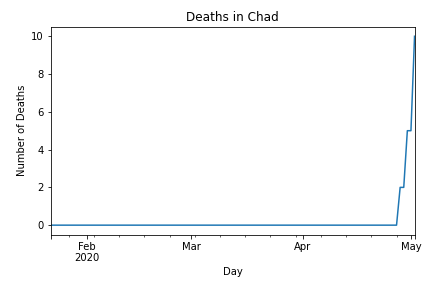 Deaths in Chad
10
8
6
4
2
0
Number of Deaths
Feb
2020
Mar
Apr
May
Day